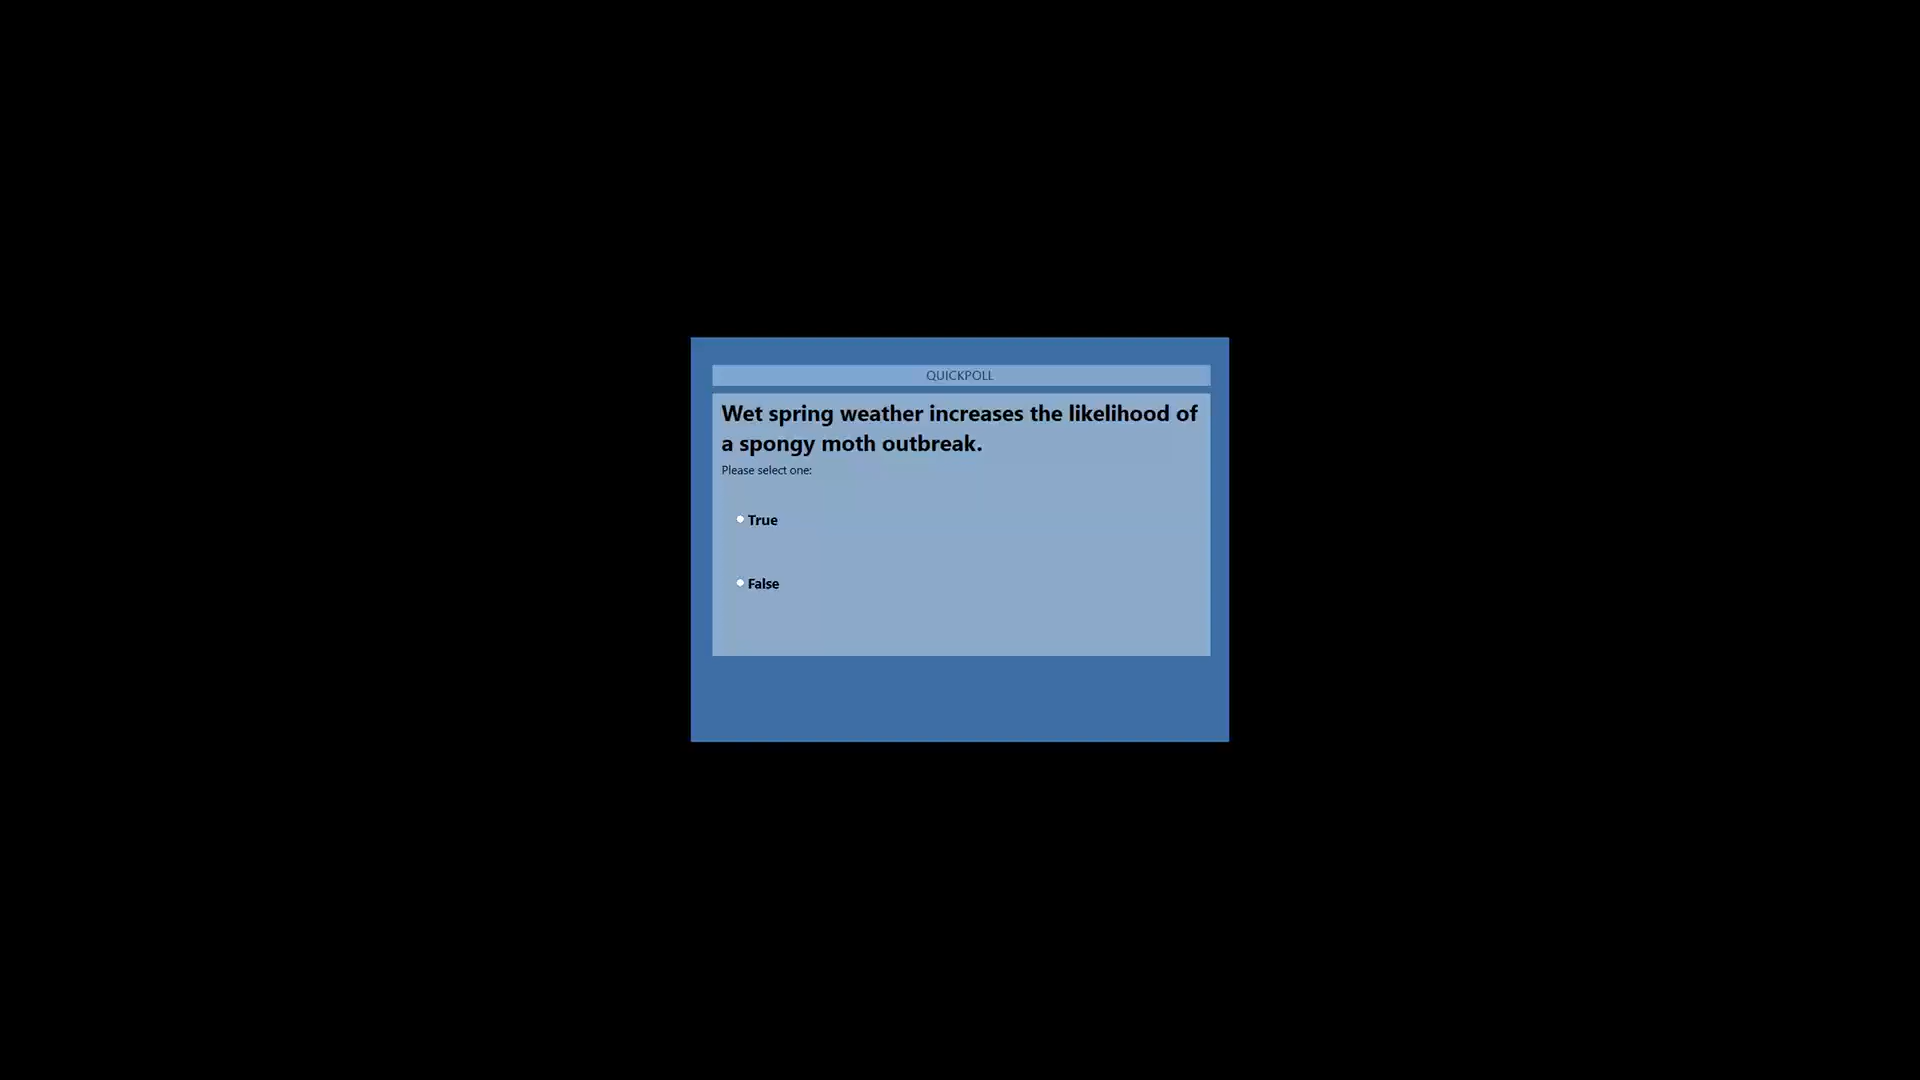 QUICKPOLL
Wet spring weather increases the likelihood of
a spongy moth outbreak.
Please select one:
True
False